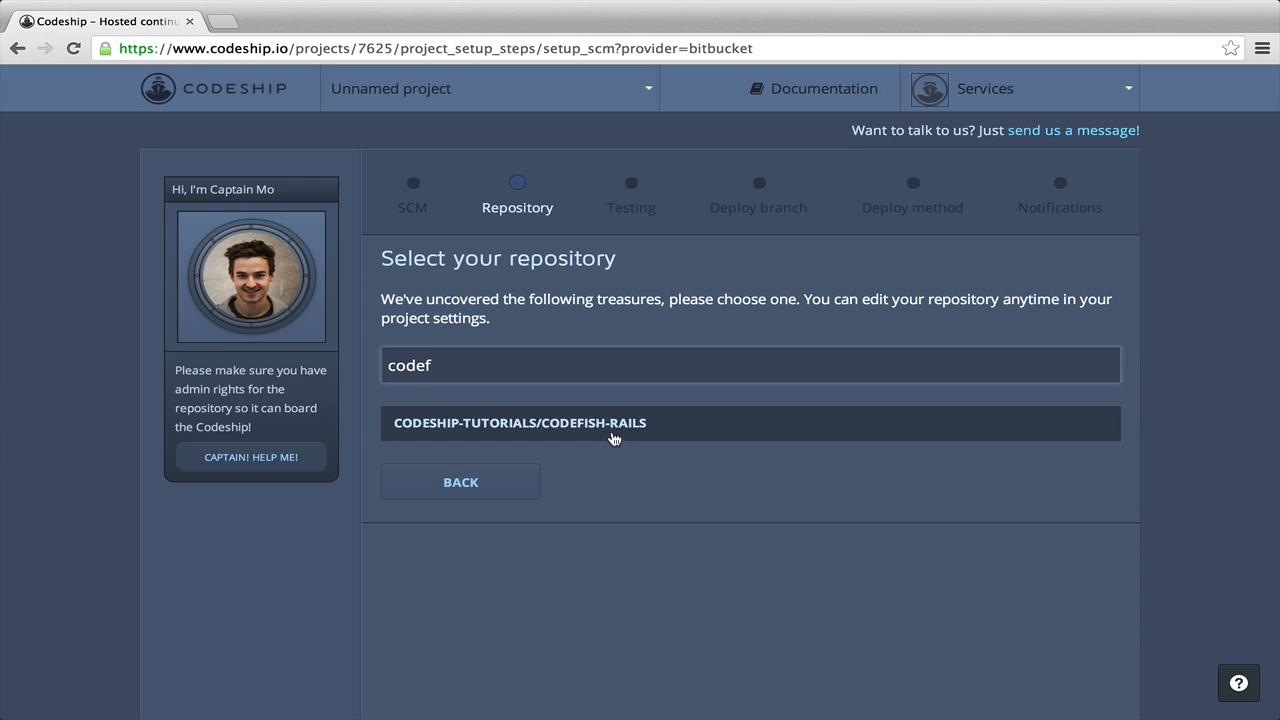 Codeship – Hosted continu
https://www.codeship.io/projects/7625/project_setup_steps/setup_scm?provider=bitbucket
CODESHIP
Unnamed project
Documentation
Services
Want to talk to us? Just send us a message!
Hi, I'm Captain Mo
Please make sure you have
admin rights for the
repository so it can board
the Codeship!
CAPTAIN! HELP ME!
SCM
Repository
Testing
Deploy branch
Deploy method
Notifications
Select your repository
We've uncovered the following treasures, please choose one. You can edit your repository anytime in your
project settings.
codef
CODESHIP-TUTORIALS/CODEFISH-RAILS
BACK
?